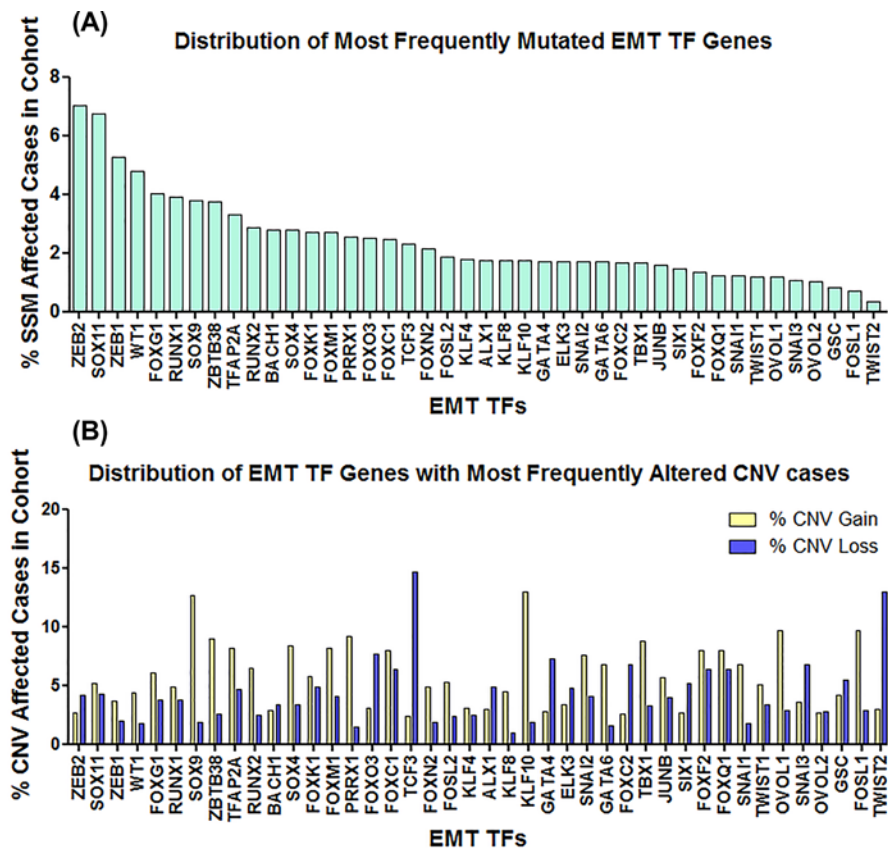 (A)
Distribution of Most Frequently Mutated EMT TF Genes
% SSM Affected Cases in Cohort
8
6
4
2
0
ZEB2 SOX11 ZEB1 WT1 FOXG1 RUNX1 SOX9 ZBTB38 TFAP2A RUNX2 BACH1 SOX4 FOXK1 FOXM1 PRRX1 FOXO3 FOXC1 TCF3 FOXN2 FOSL2 KLF4 ALX1 KLF8 KLF10 GATA4 ELK3 SNAI2 GATA6 FOXC2 TBX1 JUNB SIX1 FOXF2 FOXQ1 SNAI1 TWIST1 OVOL1 SNAI3 OVOL2 GSC FOSL1 TWIST2
EMT TFs
(B)
Distribution of EMT TF Genes with Most Frequently Altered CNV cases
% CNV Affected Cases in Cohort
20
15
10
5
0
% CNV Gain
% CNV Loss
ZEB2 SOX11 ZEB1 WT1 FOXG1 RUNX1 SOX9 ZBTB38 TFAP2A RUNX2 BACH1 SOX4 FOXK1 FOXM1 PRRX1 FOXO3 FOXC1 TCF3 FOXN2 FOSL2 KLF4 ALX1 KLF8 KLF10 GATA4 ELK3 SNAI2 GATA6 FOXC2 TBX1 JUNB SIX1 FOXF2 FOXQ1 SNAI1 TWIST1 OVOL1 SNAI3 OVOL2 GSC FOSL1 TWIST2
EMT TFs